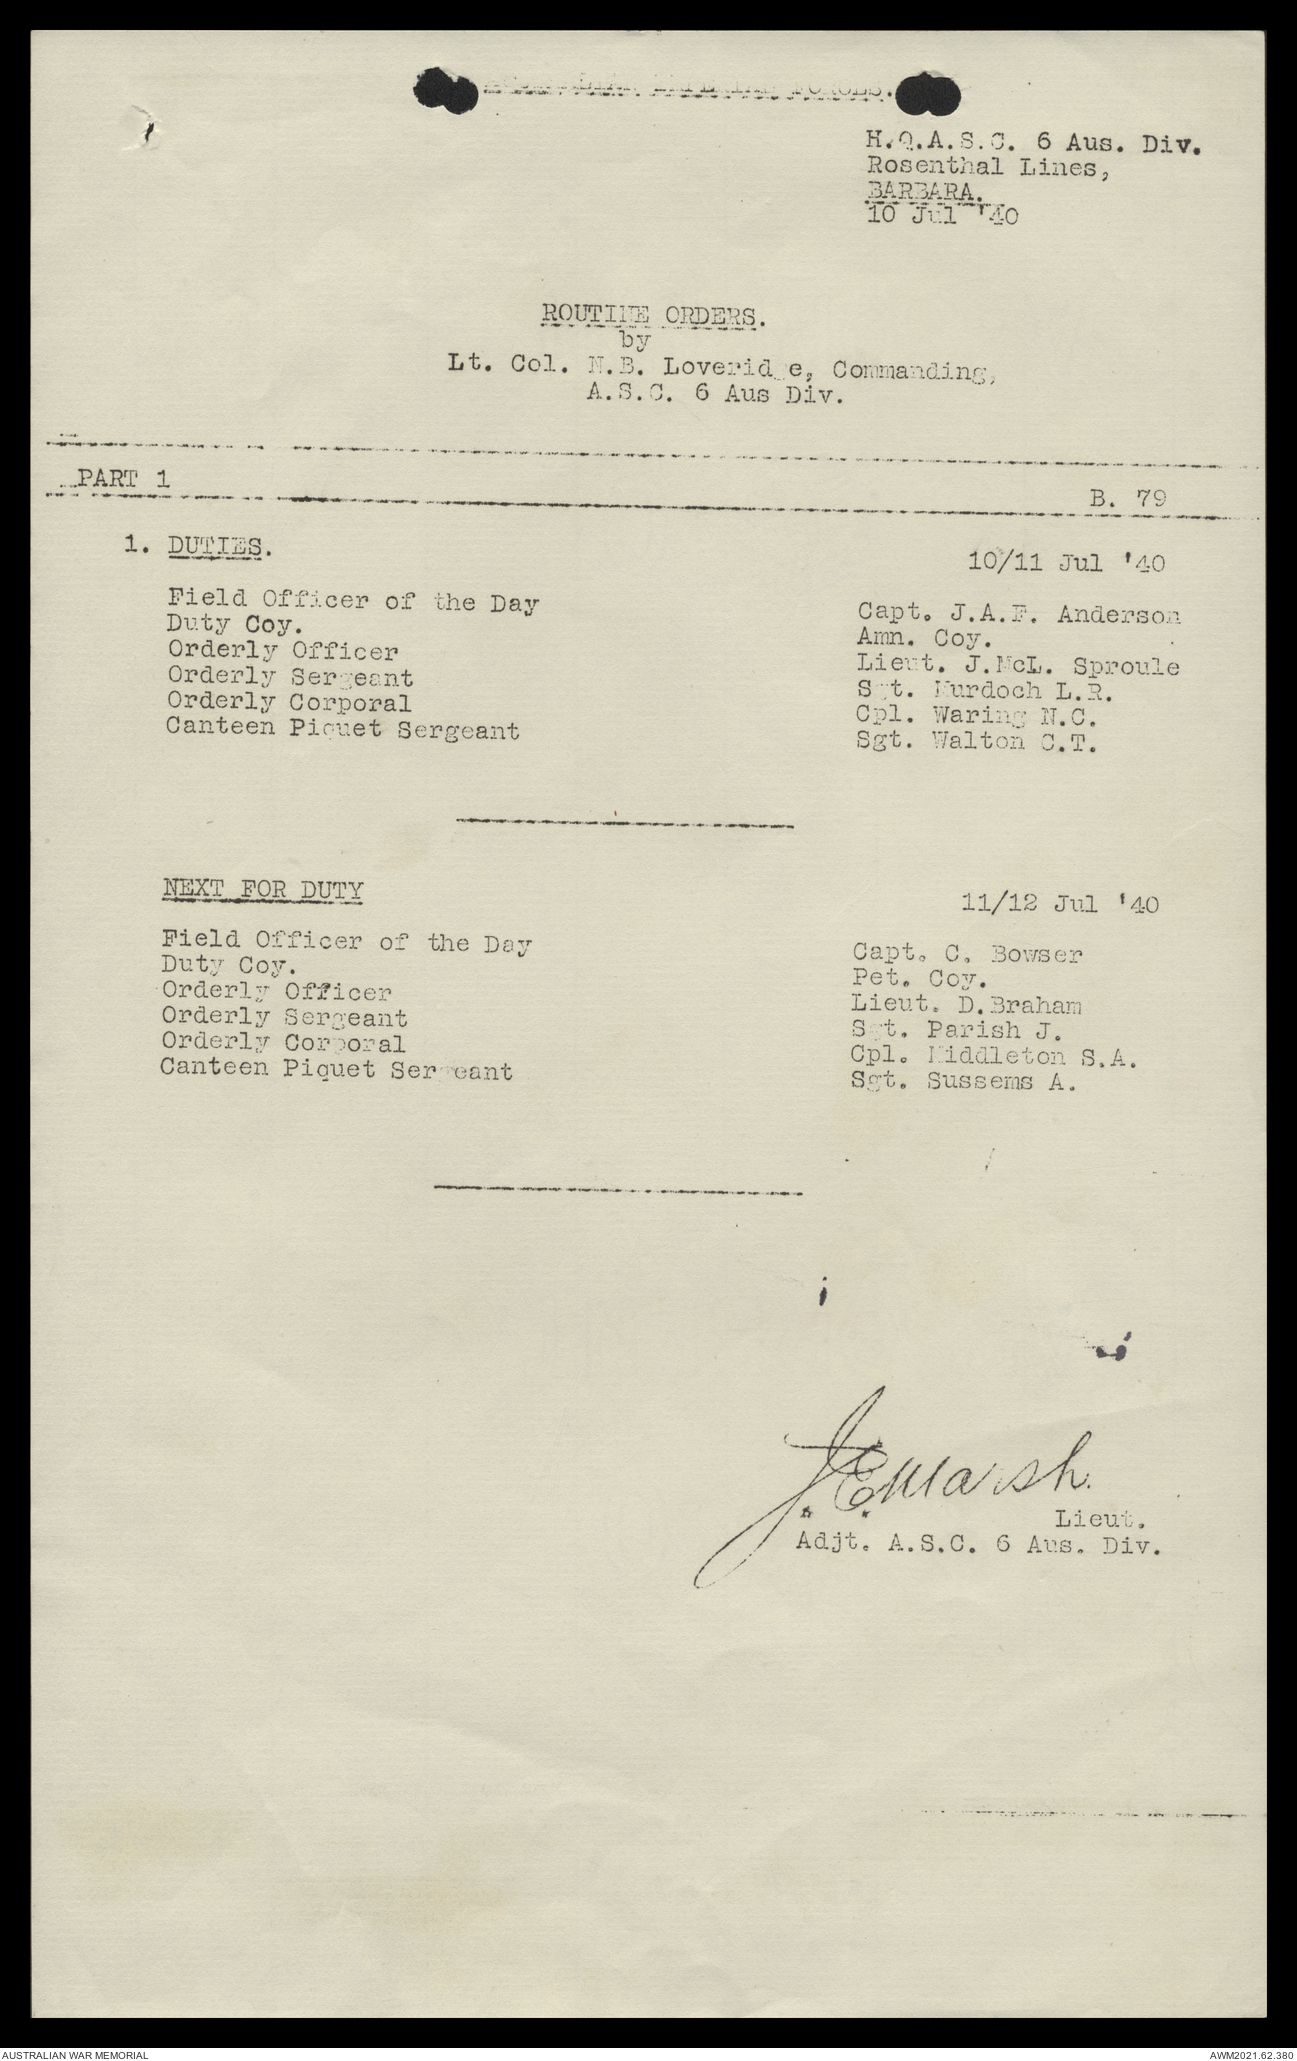 AUSTRALIAN IMPERIAL FORCES.
H.Q.A.S.C. 6 Aus. Div.
Rosenthal Lines,
BARBARA.
10 Jul '40
ROUTINE ORDERS.
by
Lt. Col. N.B. Loveridge, Commanding,
A.S.C. 6 Aus Div.
PART 1
B. 79
1. DUTIES. 10/11 Jul '40
Field Officer of the Day Capt. J.A.F. Anderson
Duty Coy. Amn. Coy.
Orderly Officer Lieut. J.McL. Sproule
Orderly Sergeant Sgt. Murdoch L.R.
Orderly Corporal Cpl. Waring N.C.
Canteen Piquet Sergeant Sgt. Walton C.T.
NEXT FOR DUTY 11/12 Jul '40
Field Officer of the Day Capt. C. Bowser
Duty Coy. Pet. Coy.
Orderly Officer Lieut. D.Braham
Orderly Sergeant Sgt. Parish J.
Orderly Corporal Cpl. Middleton S.A.
Canteen Piquet Sergeant Sgt. Sussems A.
J.E.Marsh.
Lieut.
Adjt. A.S.C. 6 Aus. Div.
AUSTRALIAN WAR MEMORIAL
AWM2021.62.380